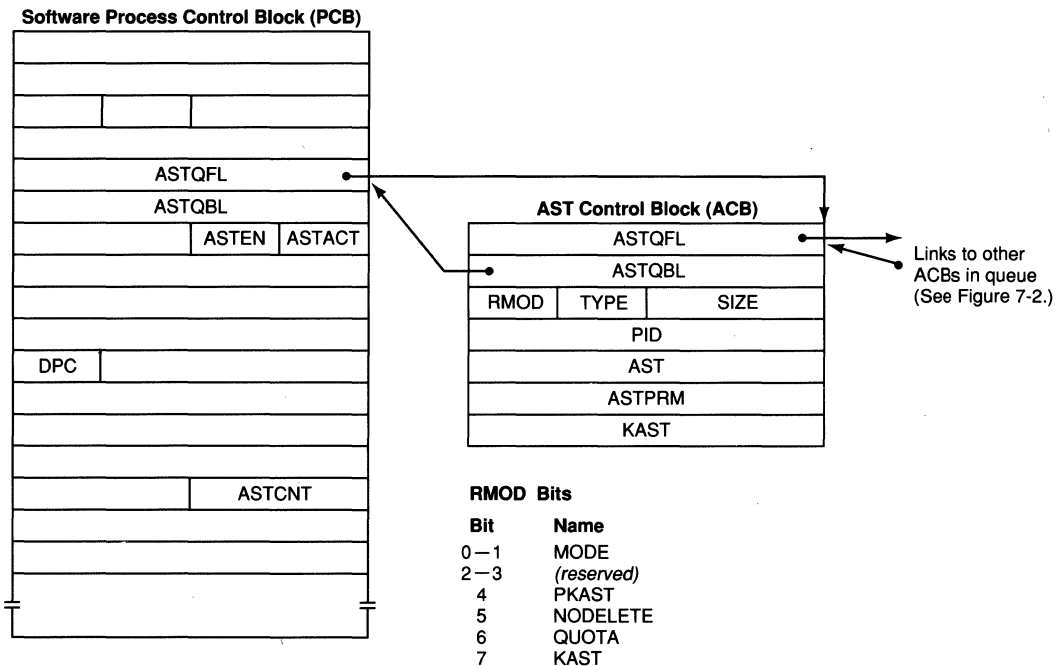 Software Process Control Block (PCB)
ASTQFL
ASTQBL
ASTEN ASTACT
DPC
ASTCNT
AST Control Block (ACB)
ASTQFL
ASTQBL
RMOD TYPE SIZE
PID
AST
ASTPRM
KAST
Links to other
ACBs in queue
(See Figure 7-2.)
RMOD Bits
Bit Name
0—1 MODE
2—3 (reserved)
4 PKAST
5 NODELETE
6 QUOTA
7 KAST